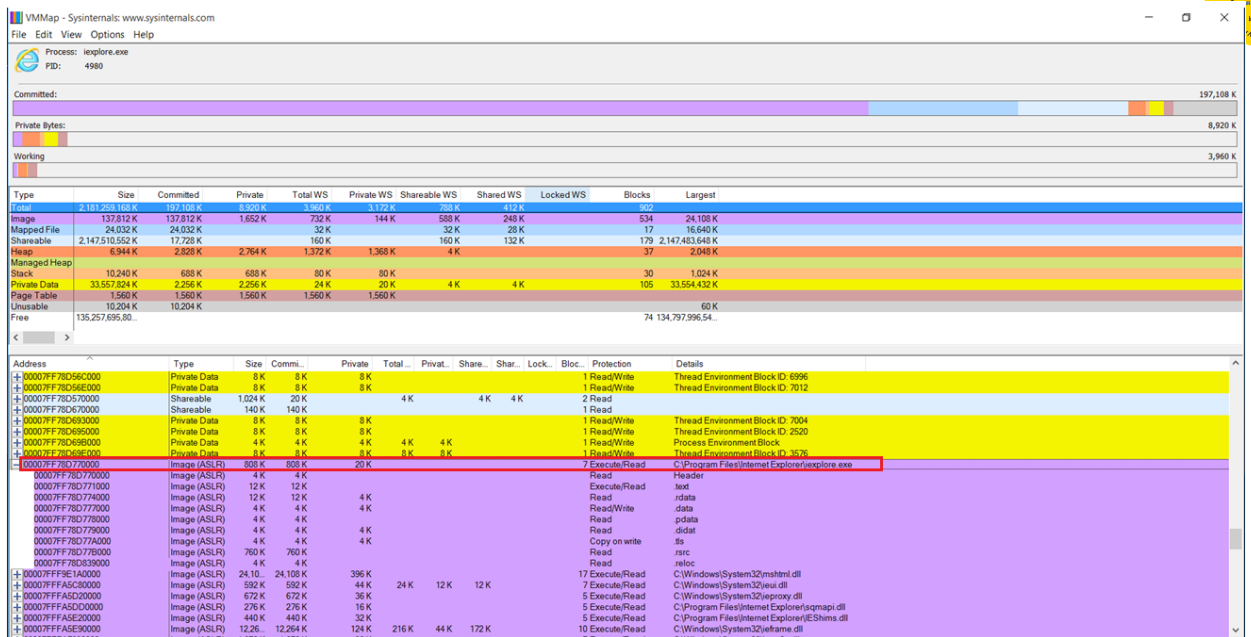 VMMap - Sysinternals: www.sysinternals.com
File Edit View Options Help
Process: iexplore.exe
PID: 4980
Committed: 197,108 K
Private Bytes: 8,920 K
Working 3,960 K
Type Size Committed Private Total WS Private WS Shareable WS Shared WS Locked WS Blocks Largest
Total 2,181,259,168 K 197,108 K 8,920 K 3,960 K 3,172 K 788 K 412 K 902
Image 137,812 K 137,812 K 1,652 K 732 K 144 K 588 K 248 K 534 24,108 K
Mapped File 24,032 K 24,032 K 32 K 32 K 28 K 17 16,640 K
Shareable 2,147,510,552 K 17,728 K 160 K 160 K 132 K 179 2,147,483,648 K
Heap 6,944 K 2,828 K 2,764 K 1,372 K 1,368 K 4 K 37 2,048 K
Managed Heap
Stack 10,240 K 688 K 688 K 80 K 80 K 30 1,024 K
Private Data 33,557,824 K 2,256 K 2,256 K 24 K 20 K 4 K 4 K 105 33,554,432 K
Page Table 1,560 K 1,560 K 1,560 K 1,560 K 1,560 K
Unusable 10,204 K 10,204 K 60 K
Free 135,257,695,80... 74 134,797,996,54...
Address Type Size Commi... Private Total ... Privat... Share... Shar... Lock... Bloc... Protection Details
00007FF78D56C000 Private Data 8 K 8 K 8 K 1 Read/Write Thread Environment Block ID: 6996
00007FF78D56E000 Private Data 8 K 8 K 8 K 1 Read/Write Thread Environment Block ID: 7012
00007FF78D570000 Shareable 1,024 K 20 K 4 K 4 K 4 K 2 Read
00007FF78D670000 Shareable 140 K 140 K 1 Read
00007FF78D693000 Private Data 8 K 8 K 8 K 1 Read/Write Thread Environment Block ID: 7004
00007FF78D695000 Private Data 8 K 8 K 8 K 1 Read/Write Thread Environment Block ID: 2520
00007FF78D69B000 Private Data 4 K 4 K 4 K 4 K 4 K 1 Read/Write Process Environment Block
00007FF78D69E000 Private Data 8 K 8 K 8 K 8 K 8 K 1 Read/Write Thread Environment Block ID: 3576
00007FF78D770000 Image (ASLR) 808 K 808 K 20 K 7 Execute/Read C:\Program Files\Internet Explorer\iexplore.exe
00007FF78D770000 Image (ASLR) 4 K 4 K Read Header
00007FF78D771000 Image (ASLR) 12 K 12 K Execute/Read .text
00007FF78D774000 Image (ASLR) 12 K 12 K 4 K Read .rdata
00007FF78D777000 Image (ASLR) 4 K 4 K 4 K Read/Write .data
00007FF78D778000 Image (ASLR) 4 K 4 K Read .pdata
00007FF78D779000 Image (ASLR) 4 K 4 K 4 K Read .didat
00007FF78D77A000 Image (ASLR) 4 K 4 K 4 K Copy on write .tls
00007FF78D77B000 Image (ASLR) 760 K 760 K Read .rsrc
00007FF78D839000 Image (ASLR) 4 K 4 K Read .reloc
00007FFF9E1A0000 Image (ASLR) 24,10... 24,108 K 396 K 17 Execute/Read C:\Windows\System32\mshtml.dll
00007FFFA5C80000 Image (ASLR) 592 K 592 K 44 K 24 K 12 K 12 K 7 Execute/Read C:\Windows\System32\ieui.dll
00007FFFA5D20000 Image (ASLR) 672 K 672 K 36 K 5 Execute/Read C:\Windows\System32\ieproxy.dll
00007FFFA5DD0000 Image (ASLR) 276 K 276 K 16 K 5 Execute/Read C:\Program Files\Internet Explorer\sqmapi.dll
00007FFFA5E20000 Image (ASLR) 440 K 440 K 32 K 5 Execute/Read C:\Program Files\Internet Explorer\IEShims.dll
00007FFFA5E90000 Image (ASLR) 12,26... 12,264 K 124 K 216 K 44 K 172 K 10 Execute/Read C:\Windows\System32\ieframe.dll